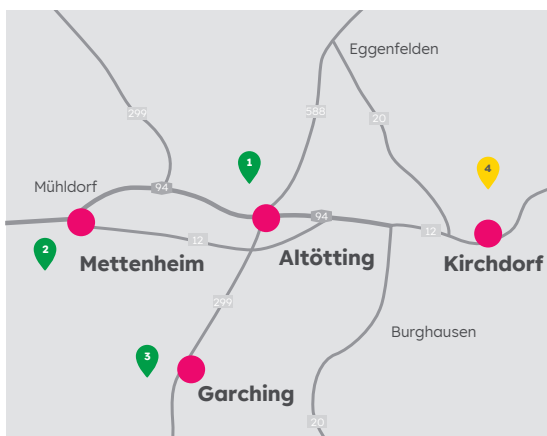 Eggenfelden
299
588
20
1
4
Mühldorf
94
94
12
12
2
Mettenheim
Altötting
Kirchdorf
299
Burghausen
3
Garching
20